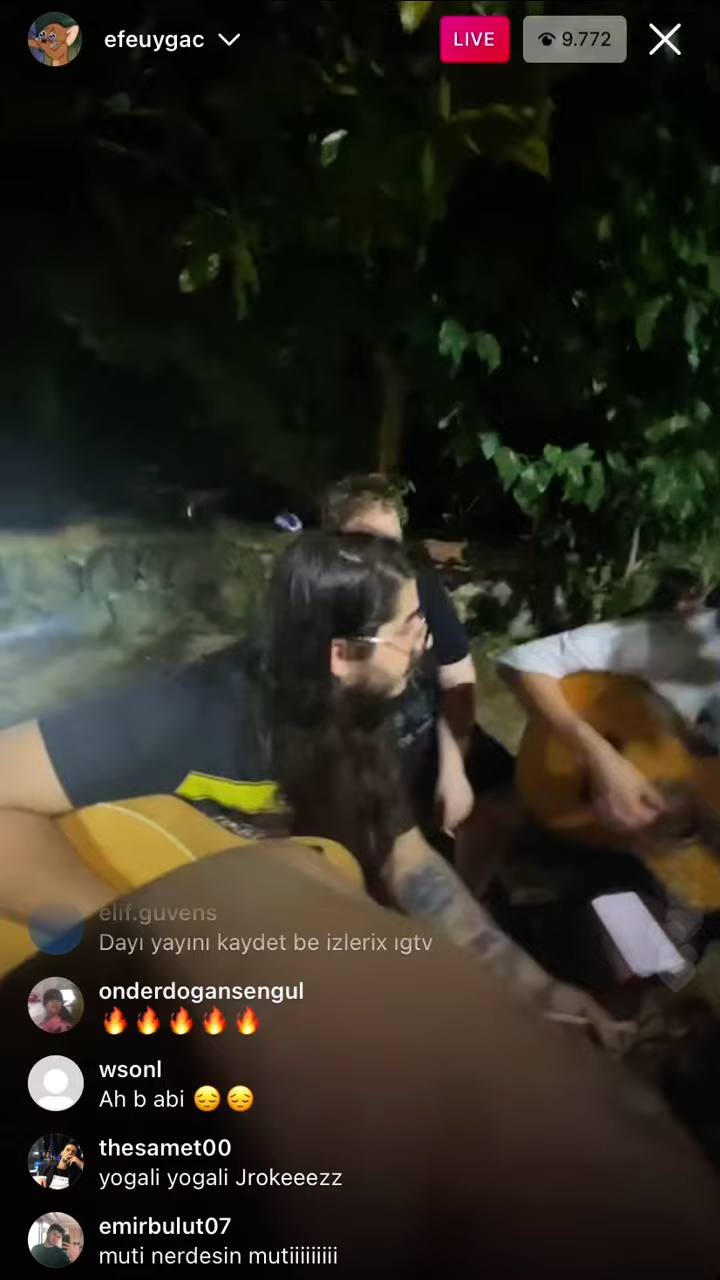 efeuygac
LIVE
9.772
elif.guvens
Dayı yayını kaydet be izlerix ıgtv
onderdogansengul
🔥🔥🔥🔥🔥
wsonl
Ah b abi 😔😔
thesamet00
yogali yogali Jrokeeezz
emirbulut07
muti nerdesin mutiiiiiiiii